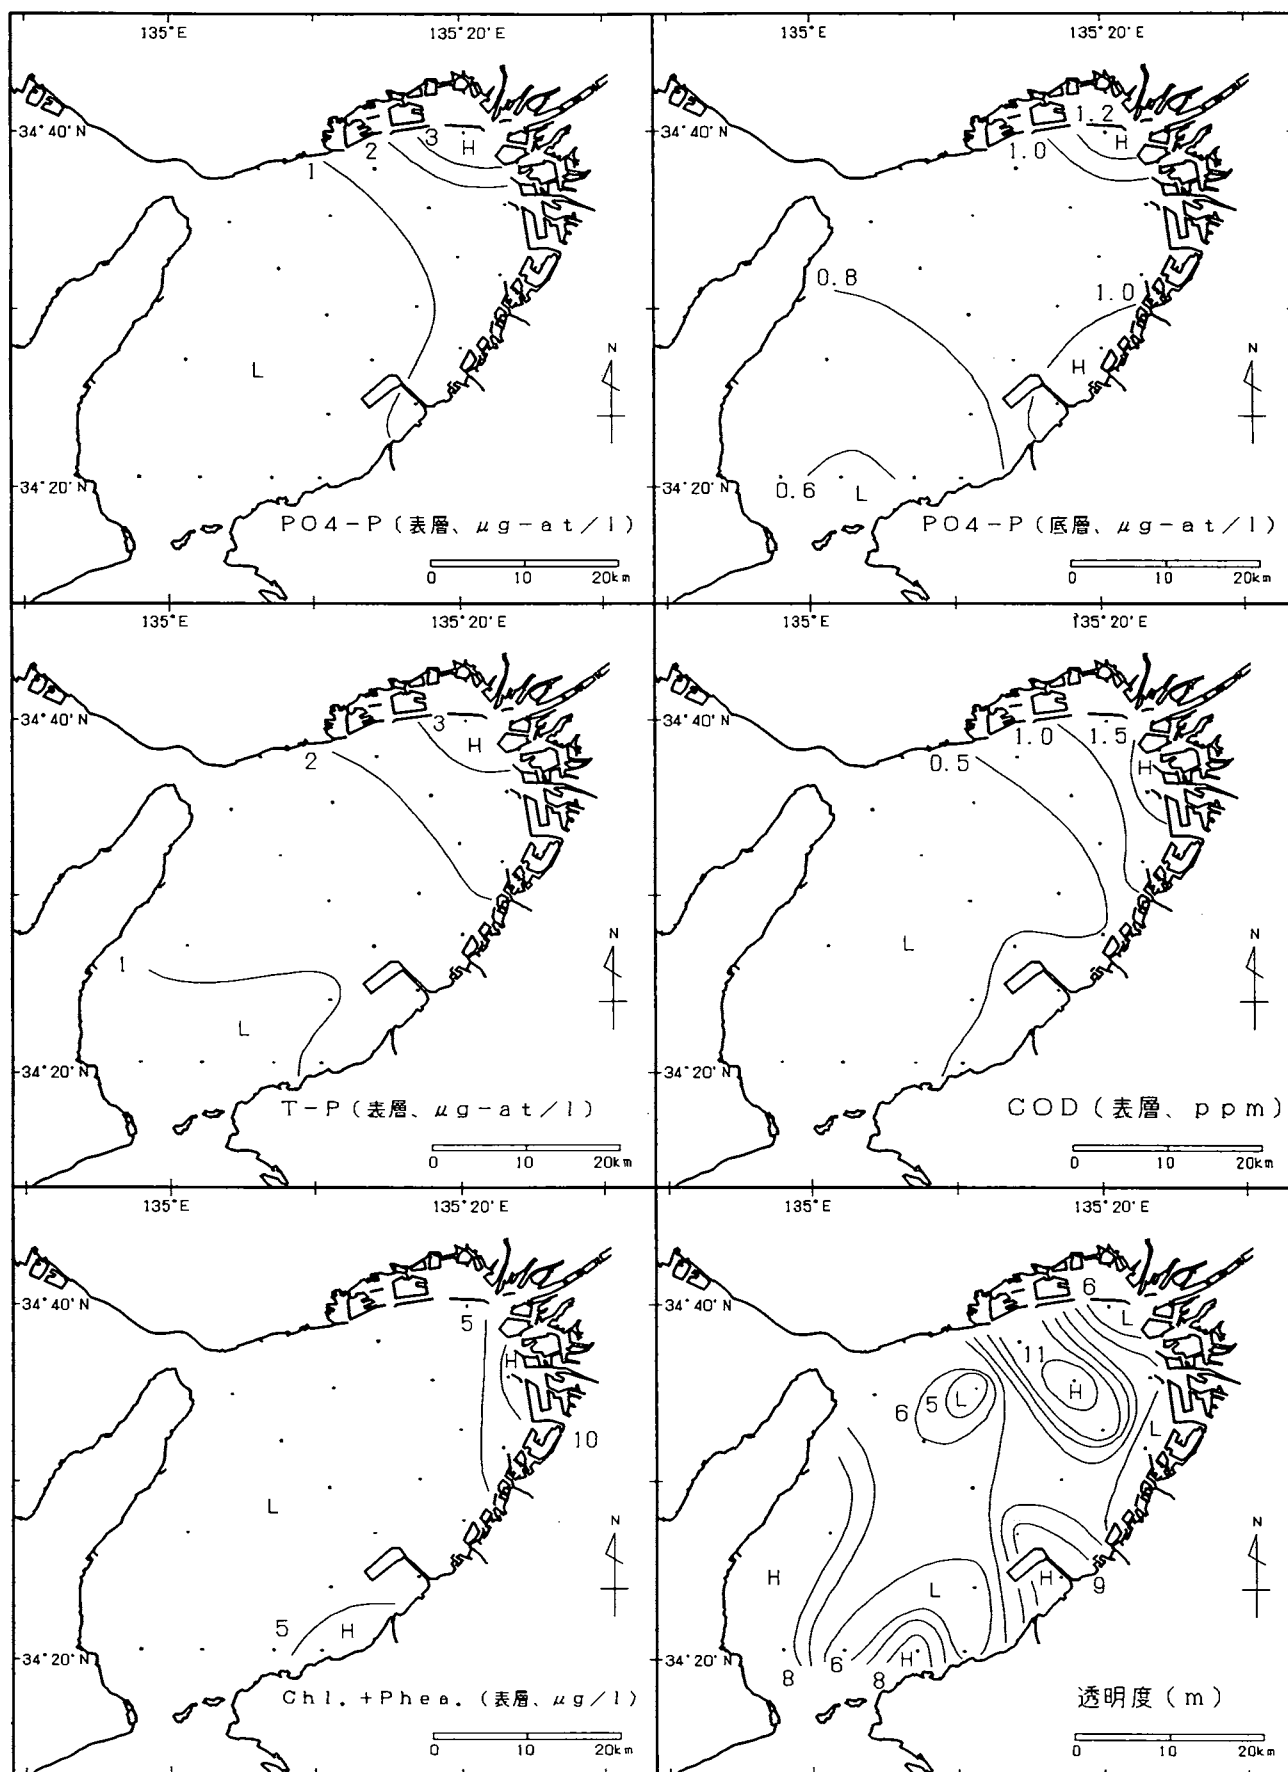 135°E 135°20'E
34°40'N
1 2 3 H
L
N
34°20'N
PO4-P (表層、μg-at/l)
0 10 20km
135°E 135°20'E
34°40'N
1.0 1.2 H
0.8 1.0
H
N
34°20'N
0.6 L
PO4-P (底層、μg-at/l)
0 10 20km
135°E 135°20'E
34°40'N
2 3 H
1
L
N
34°20'N
T-P (表層、μg-at/l)
0 10 20km
135°E 135°20'E
34°40'N
0.5 1.0 1.5 H
L
N
34°20'N
COD (表層、ppm)
0 10 20km
135°E 135°20'E
34°40'N
5
H
10
L
N
5 H
34°20'N
Chl.+Phea. (表層、μg/l)
0 10 20km
135°E 135°20'E
34°40'N
6 L
11
H
6 5 L
L
N
H L H 9
34°20'N
8 6 8 H
透明度 (m)
0 10 20km